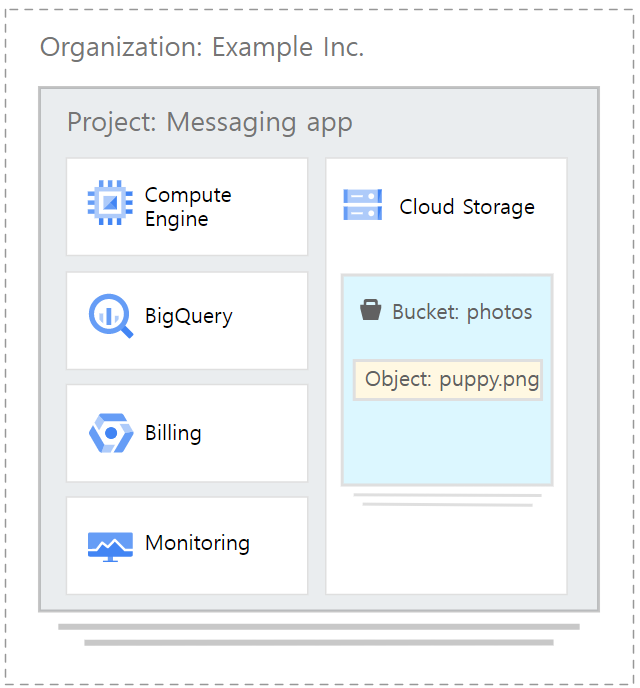 Organization: Example Inc.
Project: Messaging app
Compute
Engine
BigQuery
Billing
Monitoring
Cloud Storage
Bucket: photos
Object: puppy.png